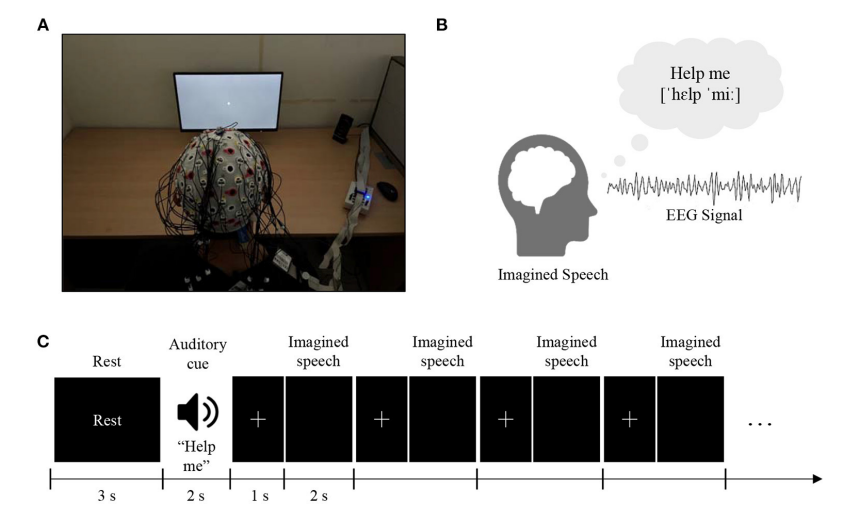 A
B
Help me
[ˈhɛlp ˈmiː]
EEG Signal
Imagined Speech
C
Rest
Auditory
cue
Imagined
speech
Imagined
speech
Imagined
speech
Imagined
speech
Rest
“Help
me”
...
3 s
2 s
1 s
2 s